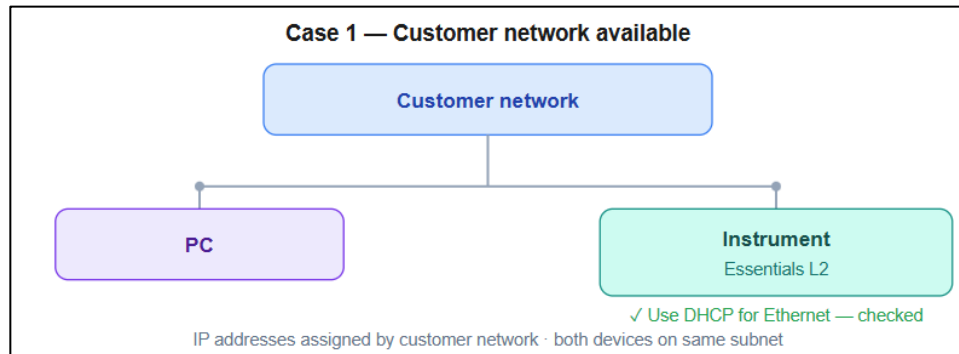 Case 1 — Customer network available
Customer network
PC
Instrument
Essentials L2
✓ Use DHCP for Ethernet — checked
IP addresses assigned by customer network · both devices on same subnet